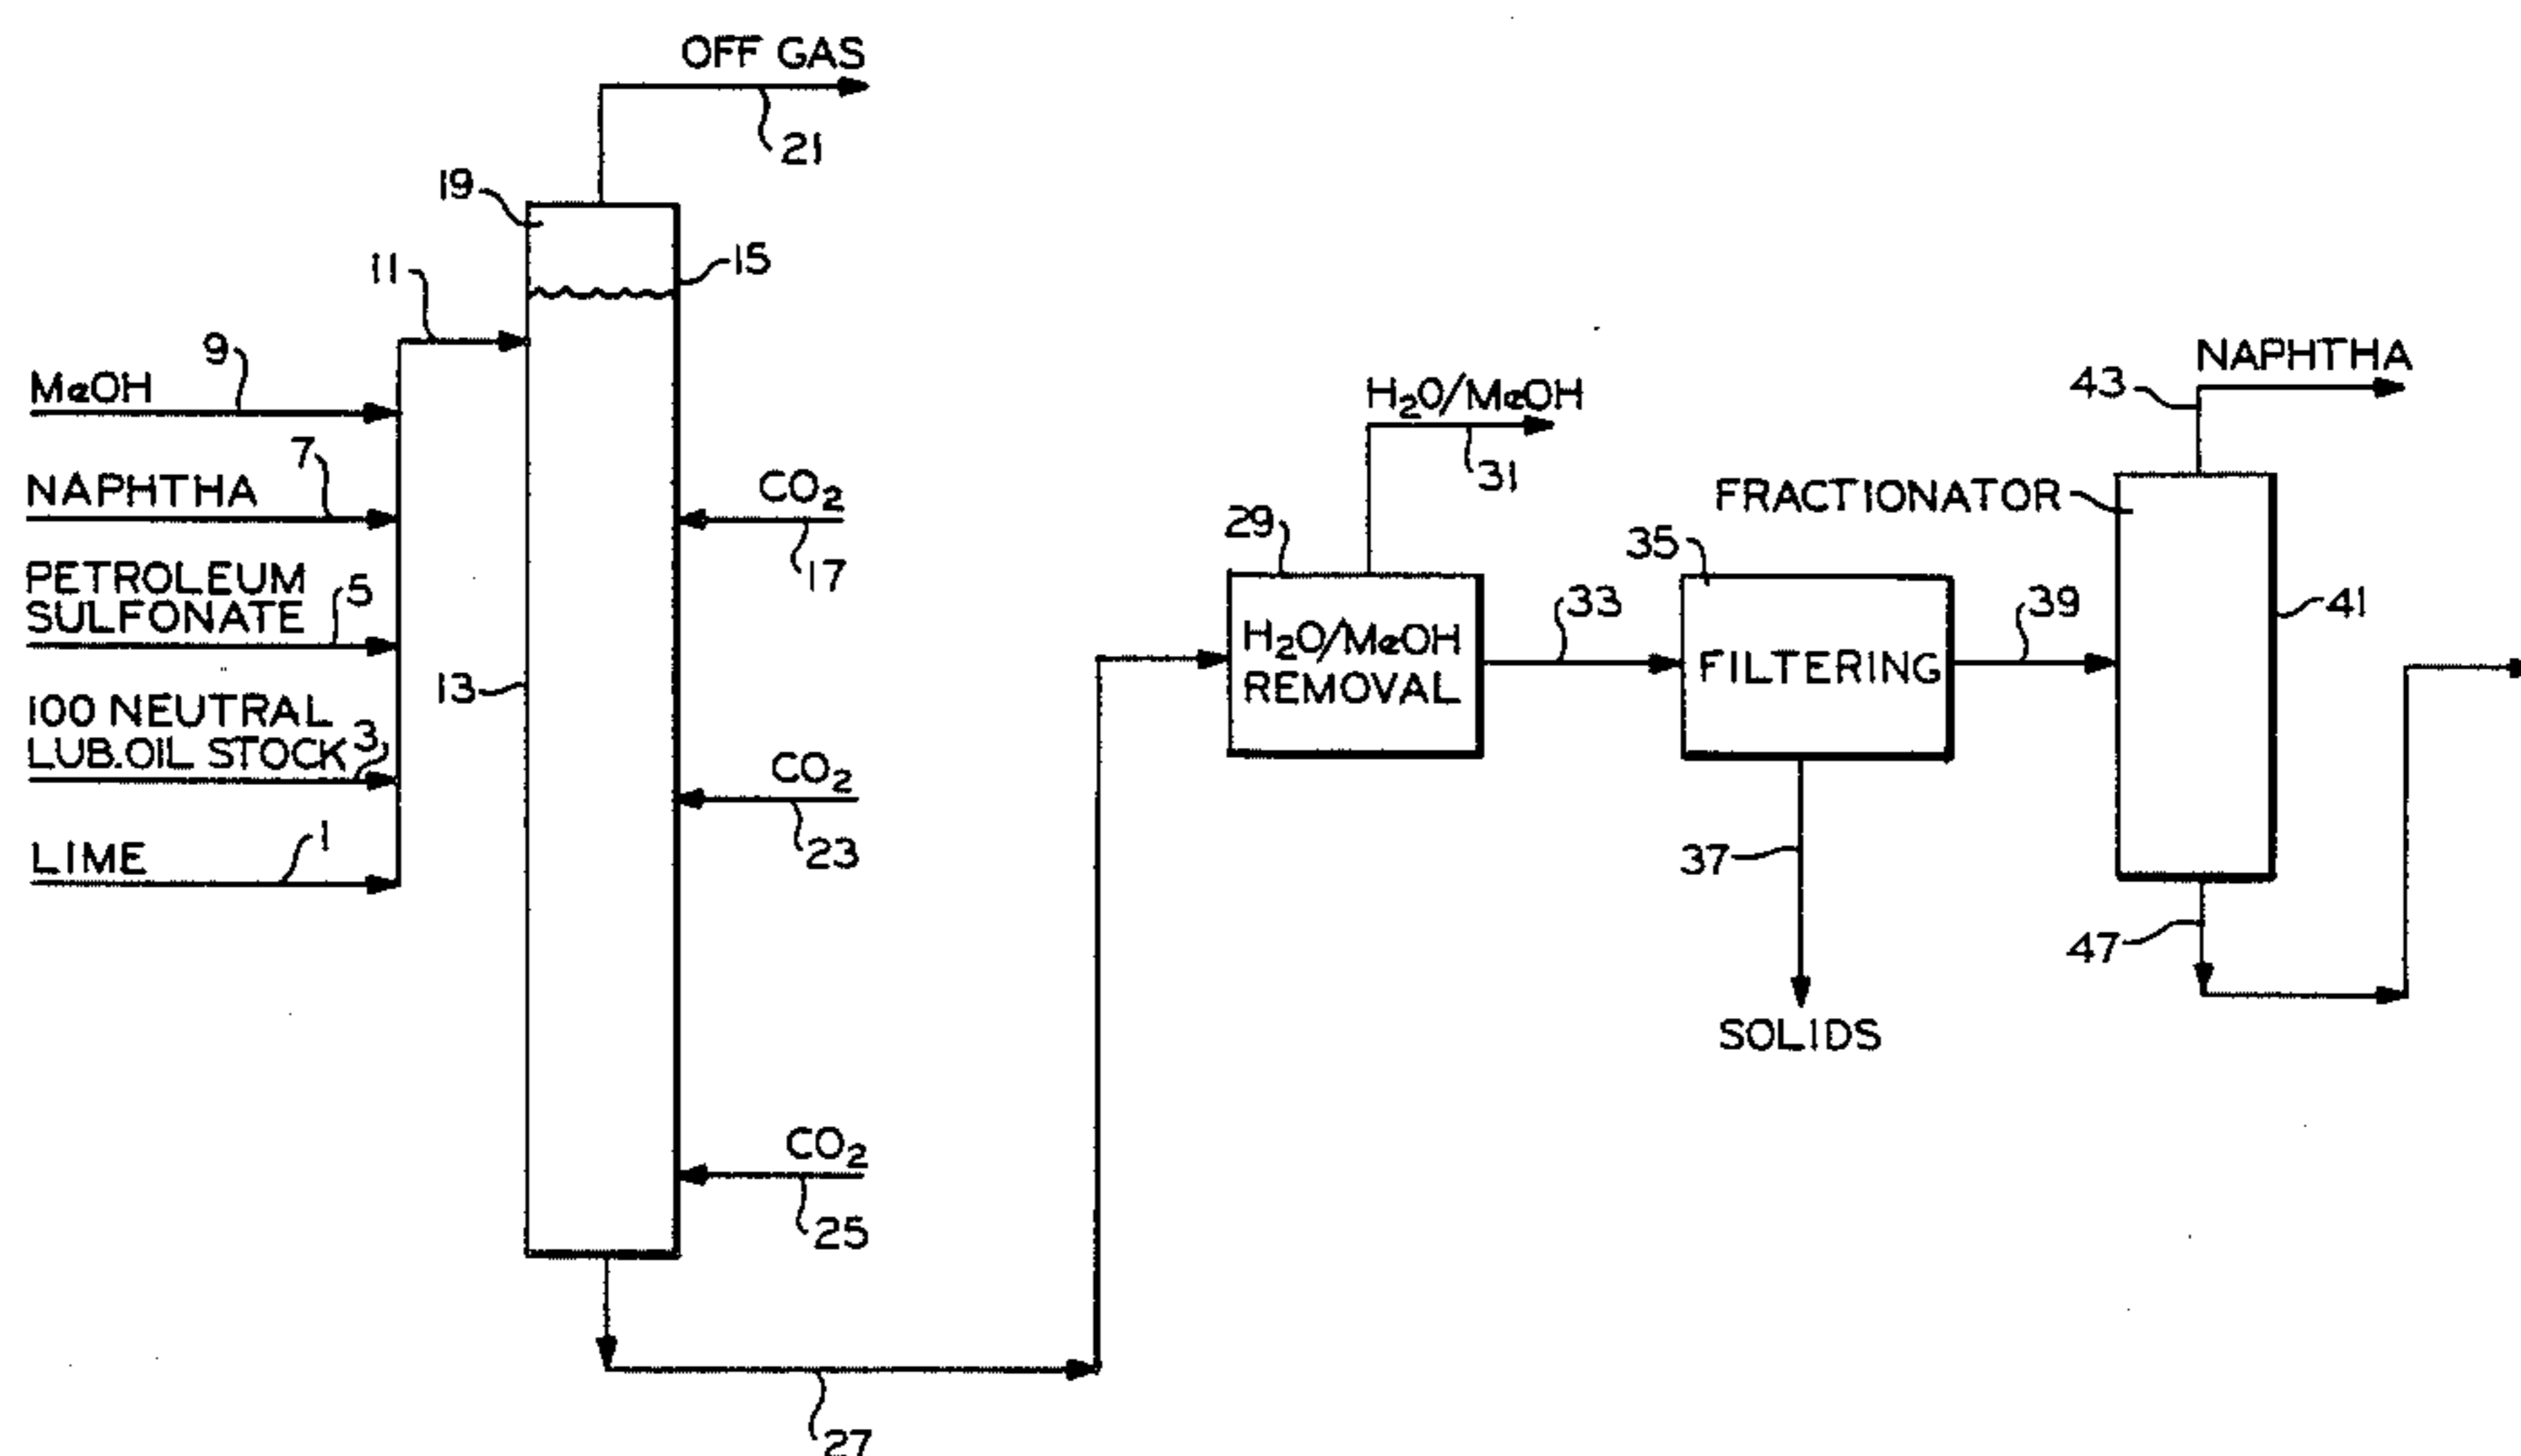 OFF GAS
21
19
15
11
MeOH
9
NAPHTHA
7
PETROLEUM
SULFONATE
5
100 NEUTRAL
LUB.OIL STOCK
3
LIME
1
13
CO2
17
CO2
23
CO2
25
27
29
H2O/MeOH
REMOVAL
H2O/MeOH
31
33
35
FILTERING
37
SOLIDS
39
FRACTIONATOR
41
NAPHTHA
43
47